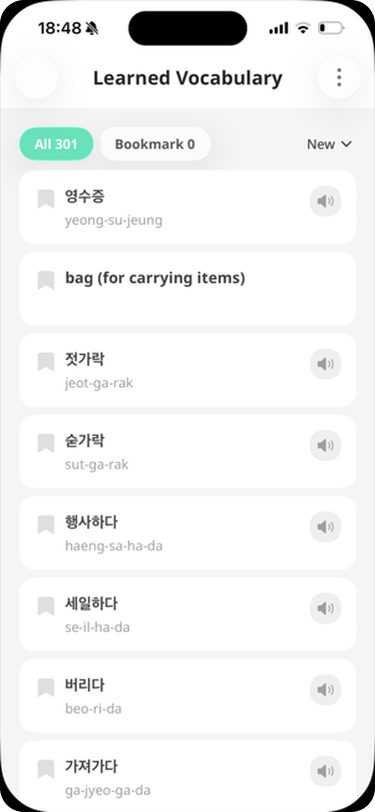 18:48
Learned Vocabulary
All 301
Bookmark 0
New
영수증
yeong-su-jeung
bag (for carrying items)
젓가락
jeot-ga-rak
숟가락
sut-ga-rak
행사하다
haeng-sa-ha-da
세일하다
se-il-ha-da
버리다
beo-ri-da
가져가다
ga-jyeo-ga-da